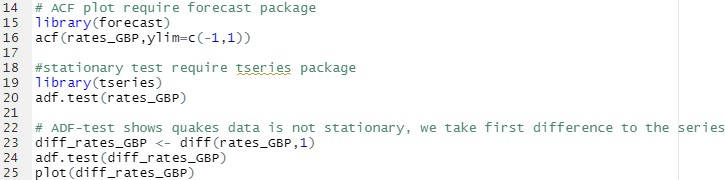 14 # ACF plot require forecast package
15 library(forecast)
16 acf(rates_GBP,ylim=c(-1,1))
17
18 #stationary test require tseries package
19 library(tseries)
20 adf.test(rates_GBP)
21
22 # ADF-test shows quakes data is not stationary, we take first difference to the series
23 diff_rates_GBP <- diff(rates_GBP,1)
24 adf.test(diff_rates_GBP)
25 plot(diff_rates_GBP)